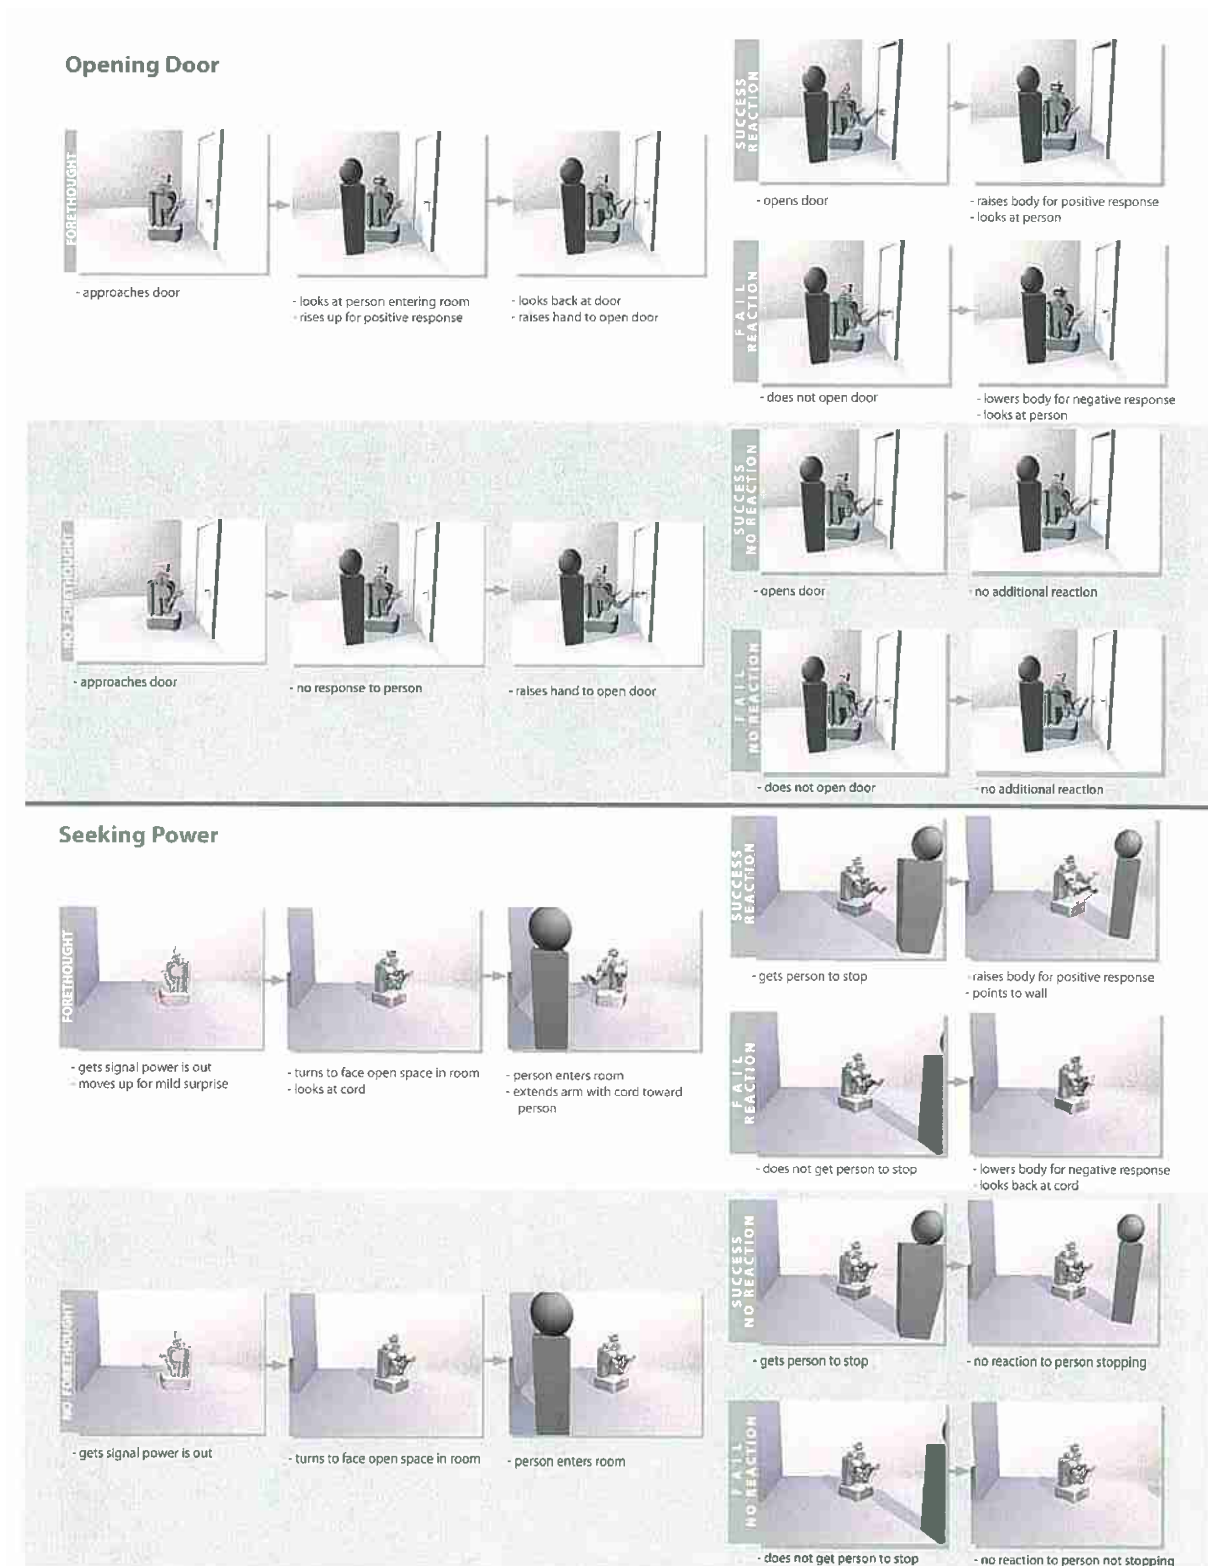 Opening Door
FORETHOUGHT
- approaches door
- looks at person entering room
- rises up for positive response
- looks back at door
- raises hand to open door
SUCCESS
REACTION
- opens door
- raises body for positive response
- looks at person
FAIL
REACTION
- does not open door
- lowers body for negative response
- looks at person
NO FORETHOUGHT
- approaches door
- no response to person
- raises hand to open door
SUCCESS
NO REACTION
- opens door
- no additional reaction
FAIL
NO REACTION
- does not open door
- no additional reaction
Seeking Power
FORETHOUGHT
- gets signal power is out
- moves up for mild surprise
- turns to face open space in room
- looks at cord
- person enters room
- extends arm with cord toward
person
SUCCESS
REACTION
- gets person to stop
- raises body for positive response
- points to wall
FAIL
REACTION
- does not get person to stop
- lowers body for negative response
- looks back at cord
NO FORETHOUGHT
- gets signal power is out
- turns to face open space in room
- person enters room
SUCCESS
NO REACTION
- gets person to stop
- no reaction to person stopping
FAIL
NO REACTION
- does not get person to stop
- no reaction to person not stopping